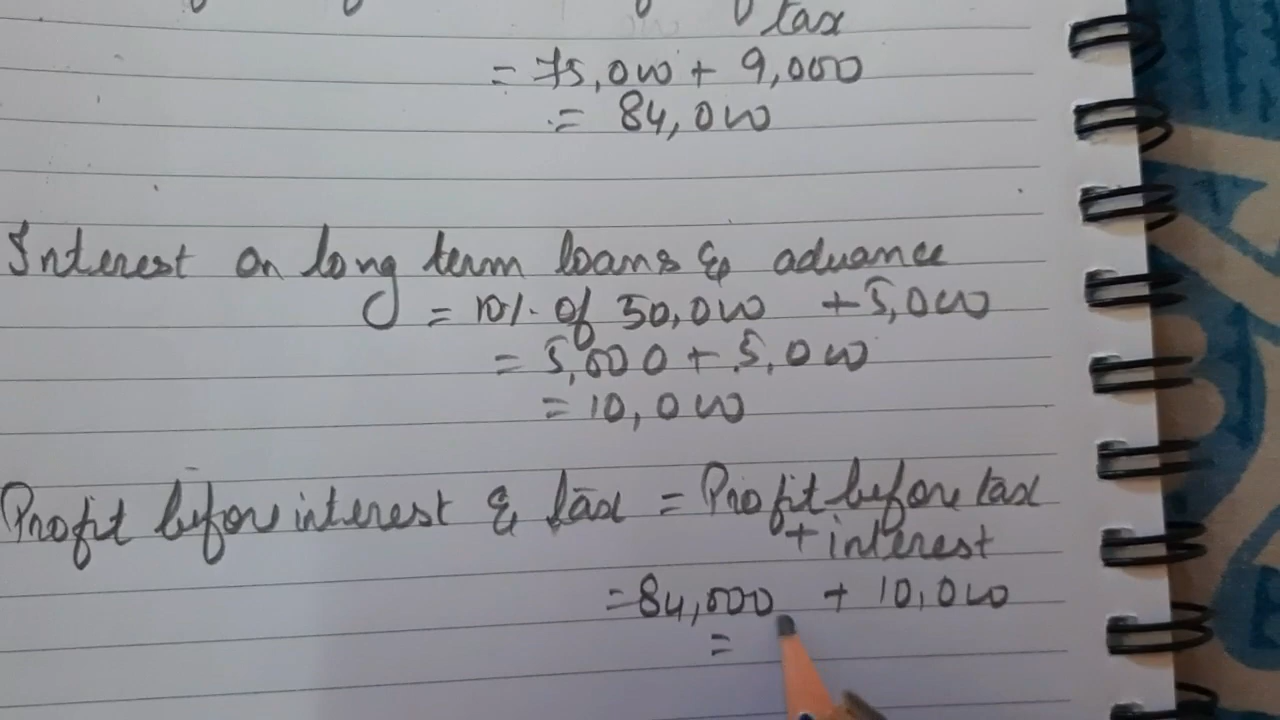 tax
= 75,000 + 9,000
= 84,000
Interest on long term loans & advance
= 10% of 50,000 + 5,000
= 5,000 + 5,000
= 10,000
Profit before interest & tax = Profit before tax
+ interest
= 84,000 + 10,000
=